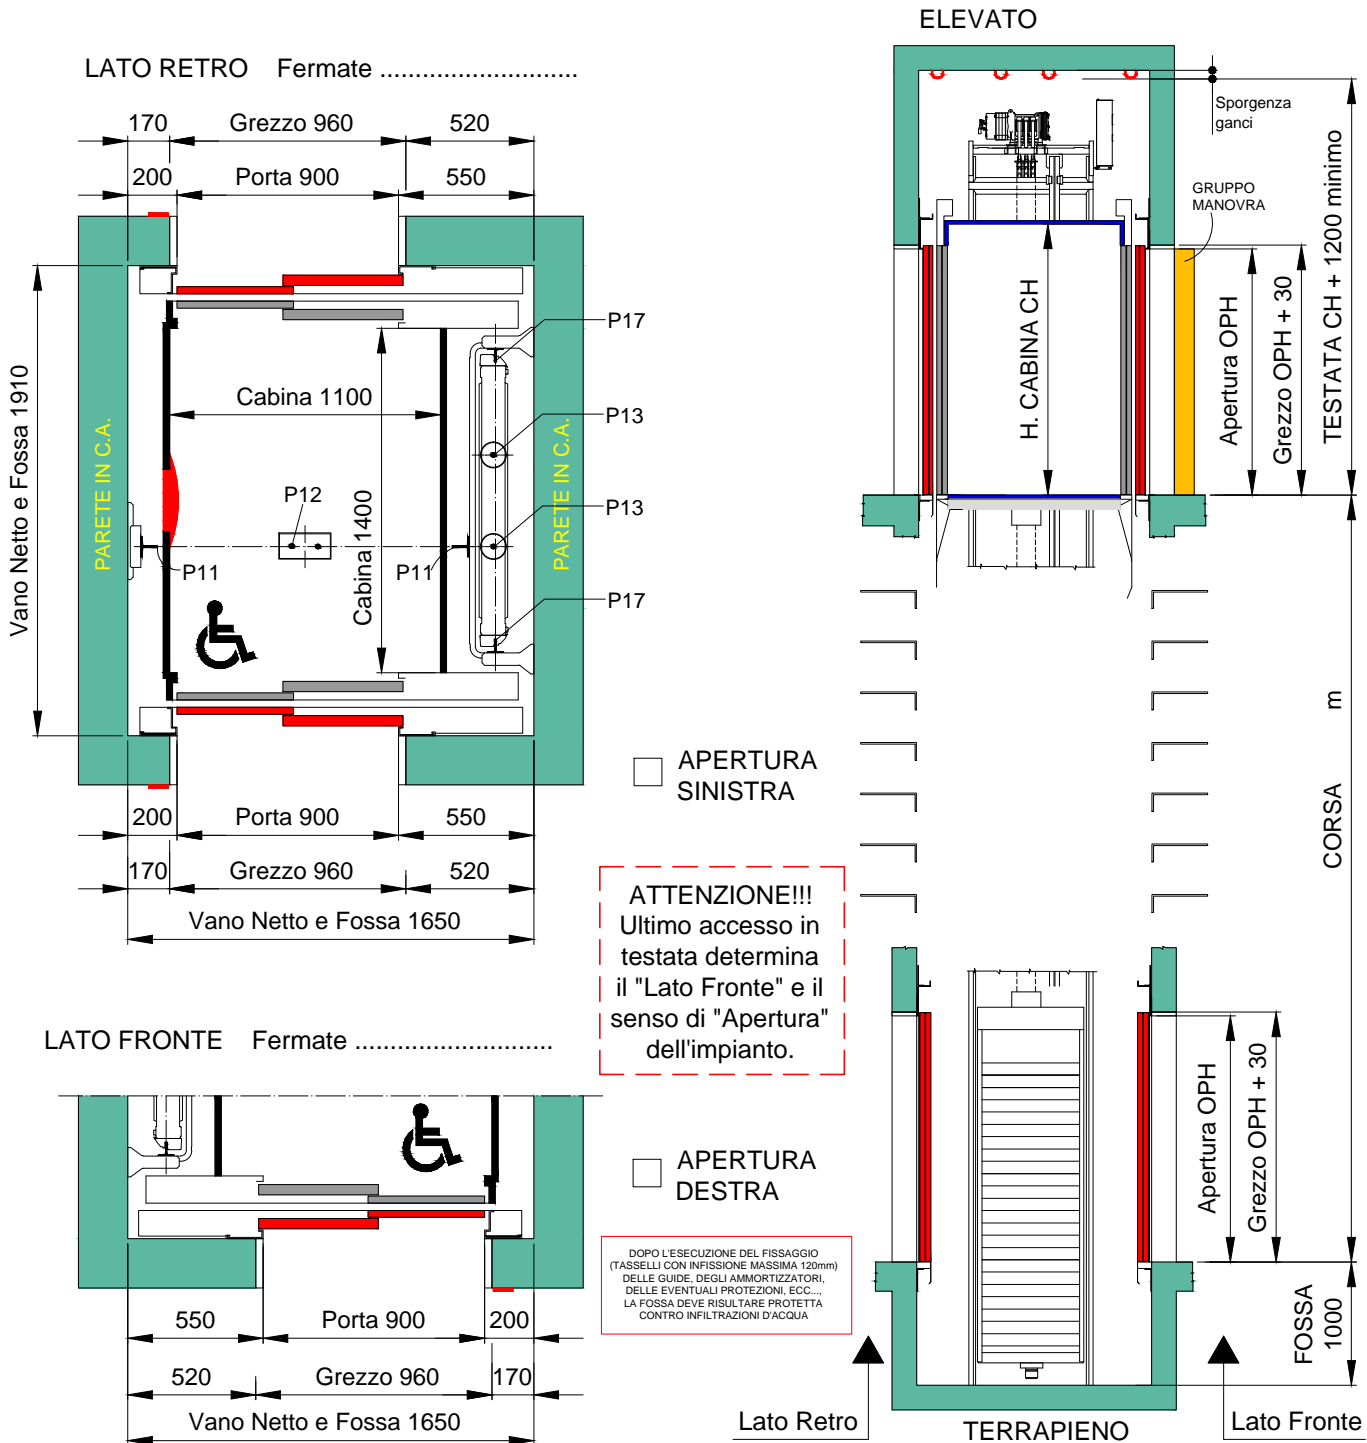 LATO RETRO Fermate ............................
170 Grezzo 960 520
200 Porta 900 550
Vano Netto e Fossa 1910
PARETE IN C.A.
Cabina 1100
Cabina 1400
P12
P11
P11
PARETE IN C.A.
P17
P13
P13
P17
200 Porta 900 550
170 Grezzo 960 520
Vano Netto e Fossa 1650
APERTURA
SINISTRA
ATTENZIONE!!!
Ultimo accesso in
testata determina
il "Lato Fronte" e il
senso di "Apertura"
dell'impianto.
LATO FRONTE Fermate ............................
APERTURA
DESTRA
DOPO L'ESECUZIONE DEL FISSAGGIO
(TASSELLI CON INFISSIONE MASSIMA 120mm)
DELLE GUIDE, DEGLI AMMORTIZZATORI,
DELLE EVENTUALI PROTEZIONI, ECC...,
LA FOSSA DEVE RISULTARE PROTETTA
CONTRO INFILTRAZIONI D'ACQUA
550 Porta 900 200
520 Grezzo 960 170
Vano Netto e Fossa 1650
ELEVATO
Sporgenza
ganci
GRUPPO
MANOVRA
H. CABINA CH
Apertura OPH
Grezzo OPH + 30
TESTATA CH + 1200 minimo
CORSA m
Apertura OPH
Grezzo OPH + 30
FOSSA
1000
Lato Retro
TERRAPIENO
Lato Fronte